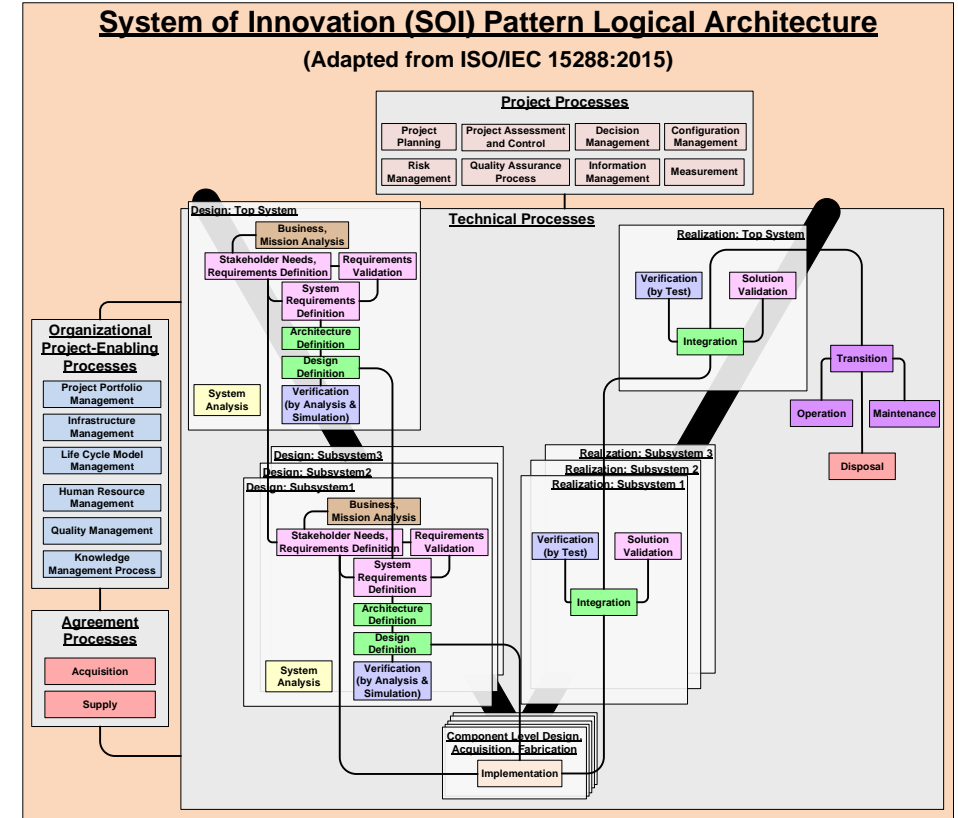 System of Innovation (SOI) Pattern Logical Architecture
(Adapted from ISO/IEC 15288:2015)
Project Processes
Project
Planning
Project Assessment
and Control
Decision
Management
Configuration
Management
Risk
Management
Quality Assurance
Process
Information
Management
Measurement
Technical Processes
Design: Top System
Business,
Mission Analysis
Stakeholder Needs,
Requirements Definition
Requirements
Validation
System
Requirements
Definition
Architecture
Definition
Design
Definition
System
Analysis
Verification
(by Analysis &
Simulation)
Realization: Top System
Verification
(by Test)
Solution
Validation
Integration
Transition
Operation
Maintenance
Disposal
Organizational
Project-Enabling
Processes
Project Portfolio
Management
Infrastructure
Management
Life Cycle Model
Management
Human Resource
Management
Quality Management
Knowledge
Management Process
Agreement
Processes
Acquisition
Supply
Design: Subsystem3
Design: Subsystem2
Design: Subsystem1
Business,
Mission Analysis
Stakeholder Needs,
Requirements Definition
Requirements
Validation
System
Requirements
Definition
Architecture
Definition
Design
Definition
System
Analysis
Verification
(by Analysis &
Simulation)
Realization: Subsystem 3
Realization: Subsystem 2
Realization: Subsystem 1
Verification
(by Test)
Solution
Validation
Integration
Component Level Design,
Acquisition, Fabrication
Implementation